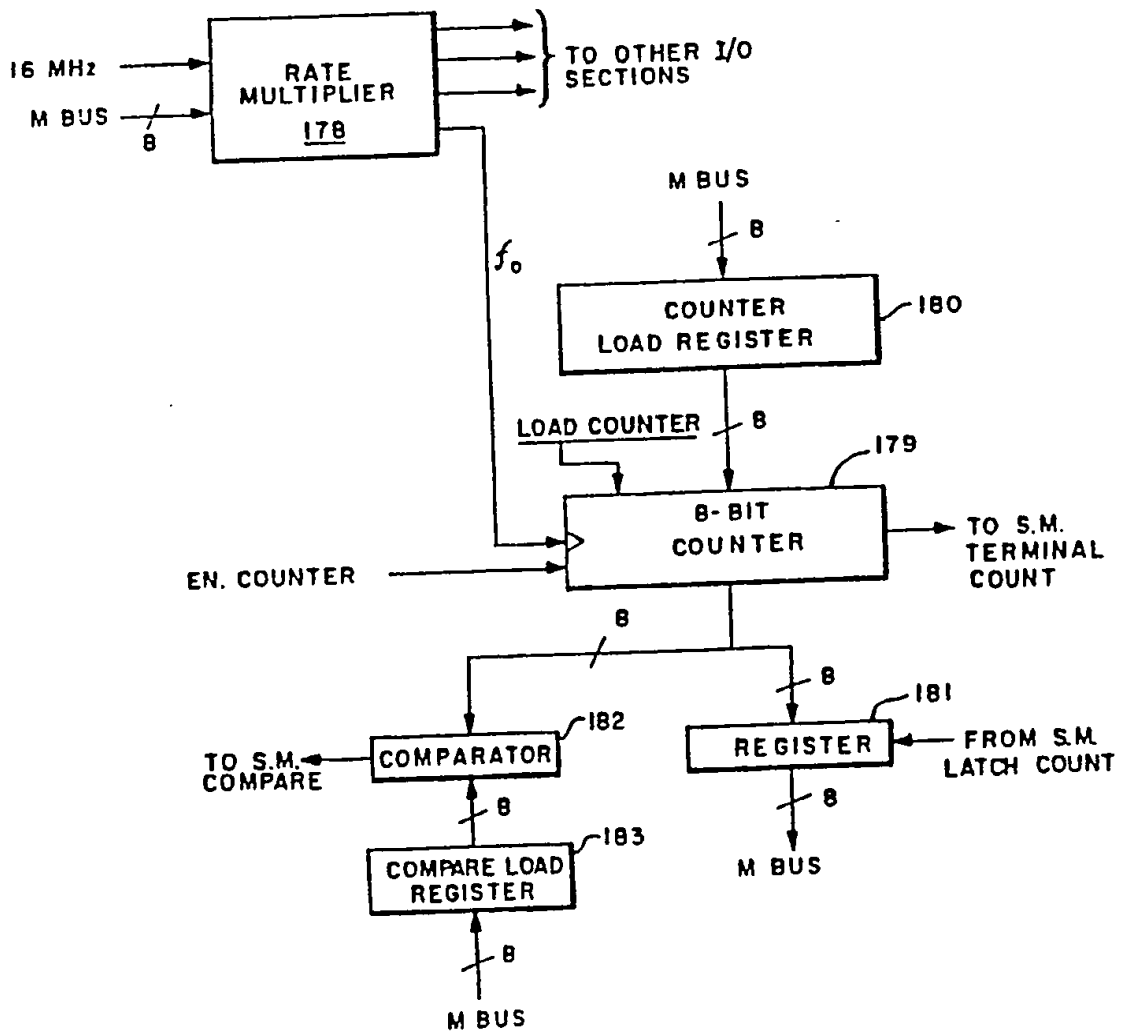 16 MHz
M BUS
8
RATE
MULTIPLIER
178
TO OTHER I/O
SECTIONS
M BUS
8
f₀
COUNTER
LOAD REGISTER
180
LOAD COUNTER
8
179
8-BIT
COUNTER
EN. COUNTER
TO S.M.
TERMINAL
COUNT
8
8
181
182
COMPARATOR
TO S.M.
COMPARE
REGISTER
FROM S.M.
LATCH COUNT
8
8
183
COMPARE LOAD
REGISTER
M BUS
8
M BUS